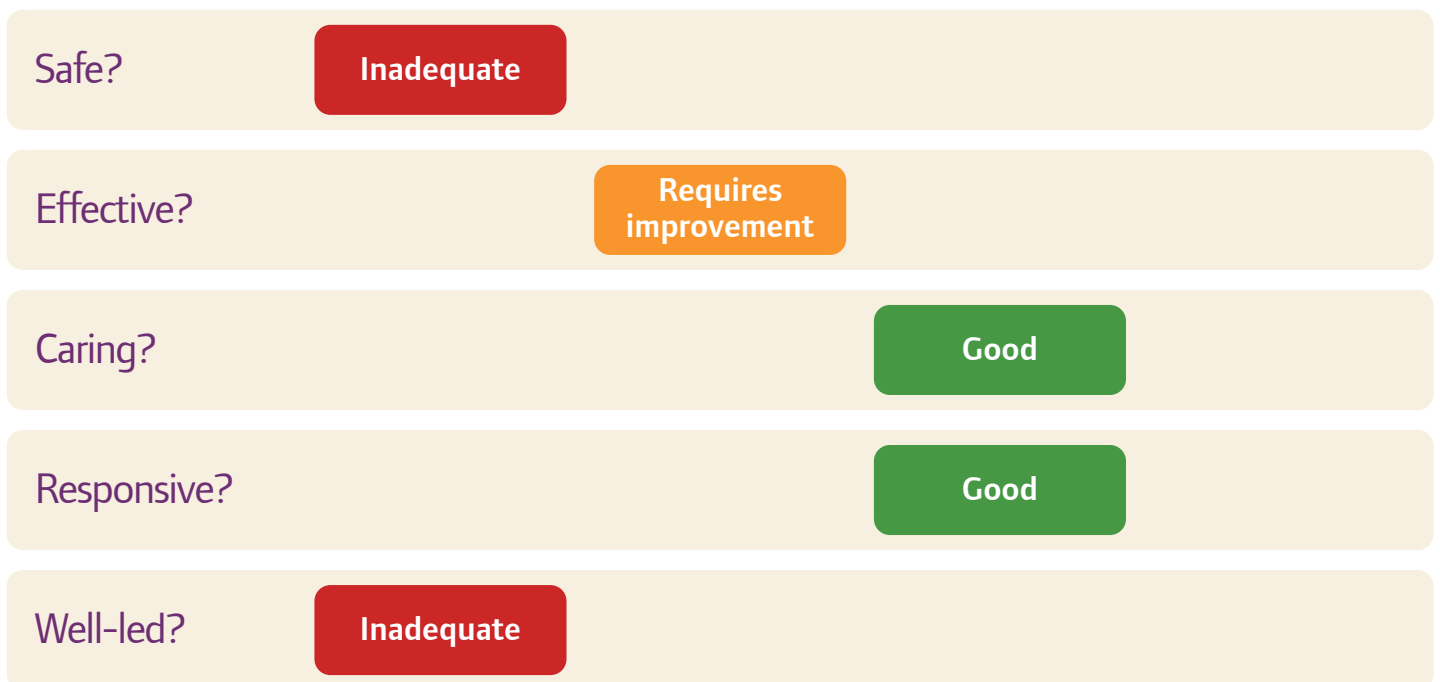 Safe?
Inadequate
Effective?
Requires
improvement
Caring?
Good
Responsive?
Good
Well-led?
Inadequate